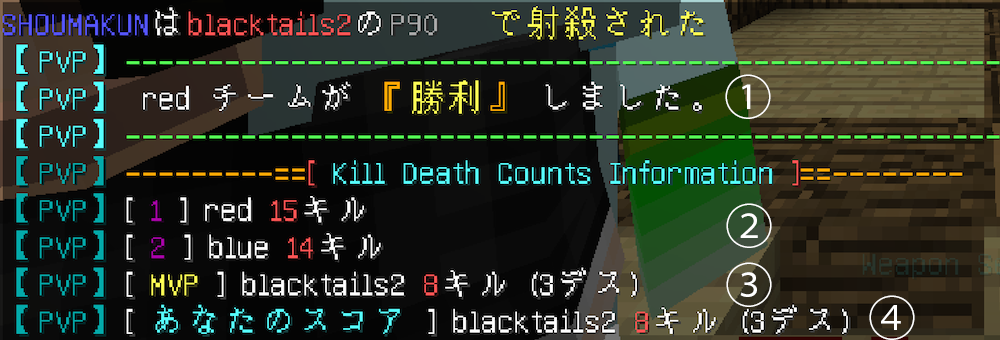 SHOUMAKUNはblacktails2のP90 で射殺された
【PVP】 --------------------------------------------------
【PVP】 red チームが 『勝利』 しました。 ①
【PVP】 --------------------------------------------------
【PVP】 ---------==[ Kill Death Counts Information ]==--------
【PVP】 [ 1 ] red 15キル
②
【PVP】 [ 2 ] blue 14キル
【PVP】 [ MVP ] blacktails2 8キル (3デス) ③
【PVP】 [ あなたのスコア ] blacktails2 8キル (3デス) ④
Weapon